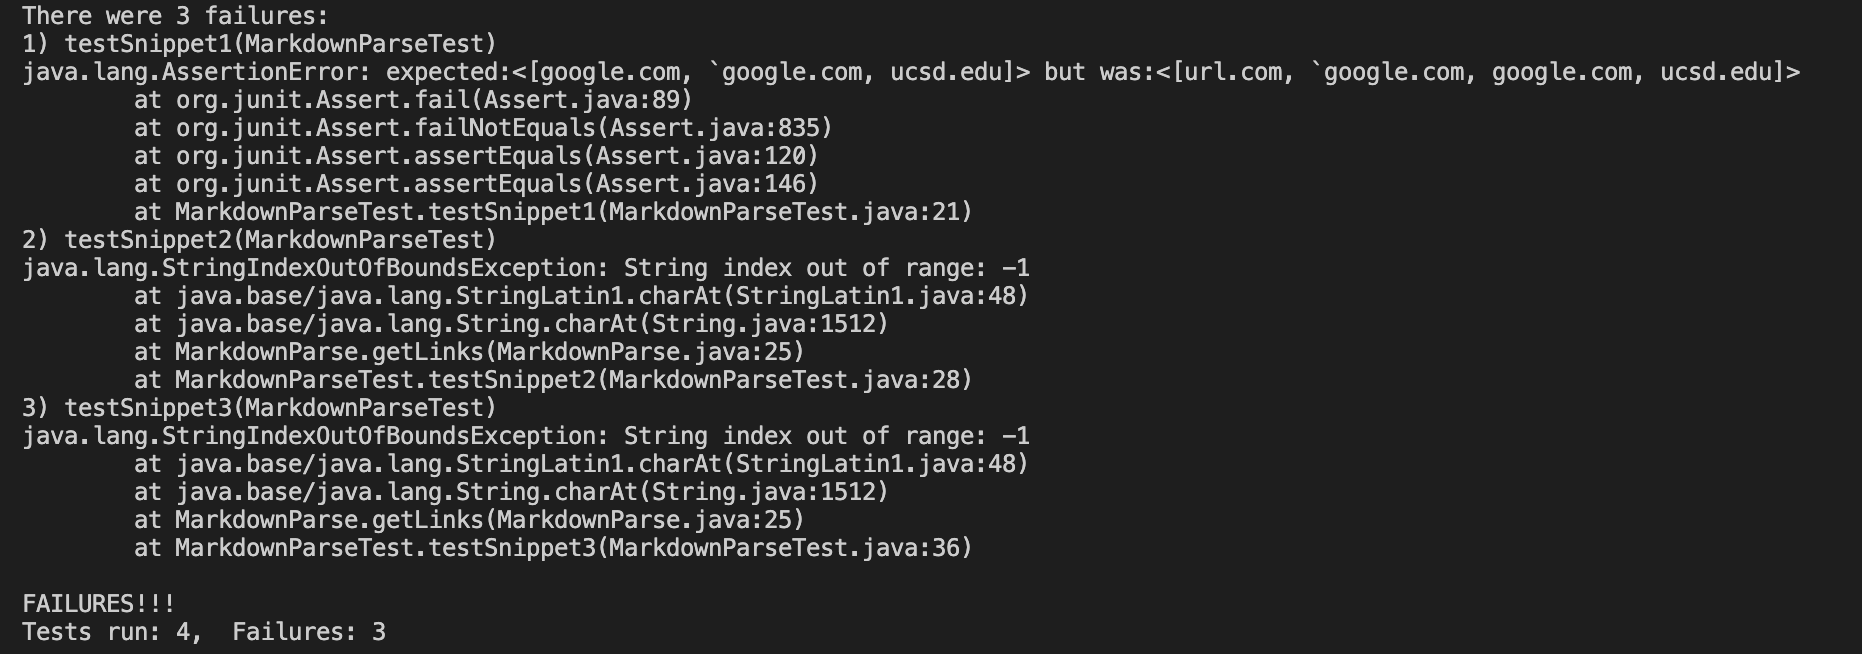 There were 3 failures:
1) testSnippet1(MarkdownParseTest)
java.lang.AssertionError: expected:<[google.com, `google.com, ucsd.edu]> but was:<[url.com, `google.com, google.com, ucsd.edu]>
        at org.junit.Assert.fail(Assert.java:89)
        at org.junit.Assert.failNotEquals(Assert.java:835)
        at org.junit.Assert.assertEquals(Assert.java:120)
        at org.junit.Assert.assertEquals(Assert.java:146)
        at MarkdownParseTest.testSnippet1(MarkdownParseTest.java:21)
2) testSnippet2(MarkdownParseTest)
java.lang.StringIndexOutOfBoundsException: String index out of range: -1
        at java.base/java.lang.StringLatin1.charAt(StringLatin1.java:48)
        at java.base/java.lang.String.charAt(String.java:1512)
        at MarkdownParse.getLinks(MarkdownParse.java:25)
        at MarkdownParseTest.testSnippet2(MarkdownParseTest.java:28)
3) testSnippet3(MarkdownParseTest)
java.lang.StringIndexOutOfBoundsException: String index out of range: -1
        at java.base/java.lang.StringLatin1.charAt(StringLatin1.java:48)
        at java.base/java.lang.String.charAt(String.java:1512)
        at MarkdownParse.getLinks(MarkdownParse.java:25)
        at MarkdownParseTest.testSnippet3(MarkdownParseTest.java:36)

FAILURES!!!
Tests run: 4,  Failures: 3